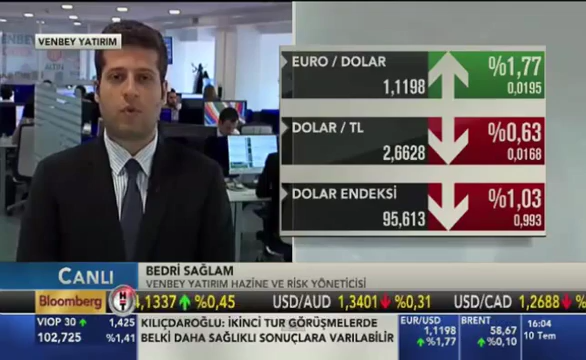 VENBEY YATIRIM
EURO / DOLAR
1,1198
%1,77
0,0195
DOLAR / TL
2,6628
%0,63
0,0168
DOLAR ENDEKSİ
95,613
%1,03
0,993
CANLI
BEDRİ SAĞLAM
VENBEY YATIRIM HAZİNE VE RİSK YÖNETİCİSİ
Bloomberg HT
4,1337 %0,45 USD/AUD 1,3401 %0,31 USD/CAD 1,2688
VIOP 30 1,425
102,725 %1,41
KILIÇDAROĞLU: İKİNCİ TUR GÖRÜŞMELERDE
BELKİ DAHA SAĞLIKLI SONUÇLARA VARILABİLİR
EUR/USD
1,1198
%1,77
BRENT
58,67
%0,10
16:04
10 Tem